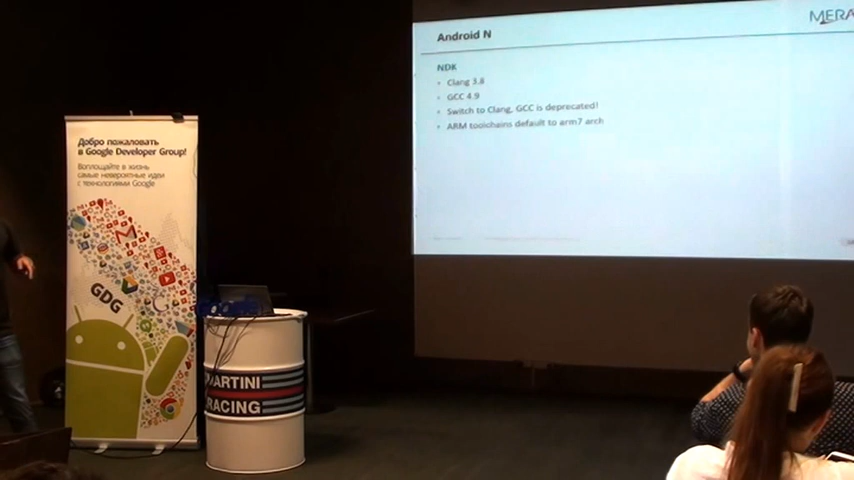 Android N
MERA
NDK
Clang 3.8
GCC 4.9
Switch to Clang, GCC is deprecated!
ARM toolchains default to arm7 arch
Добро пожаловать
в Google Developer Group!
Воплощайте в жизнь
самые невероятные идеи
с технологиями Google
GDG
MARTINI
RACING